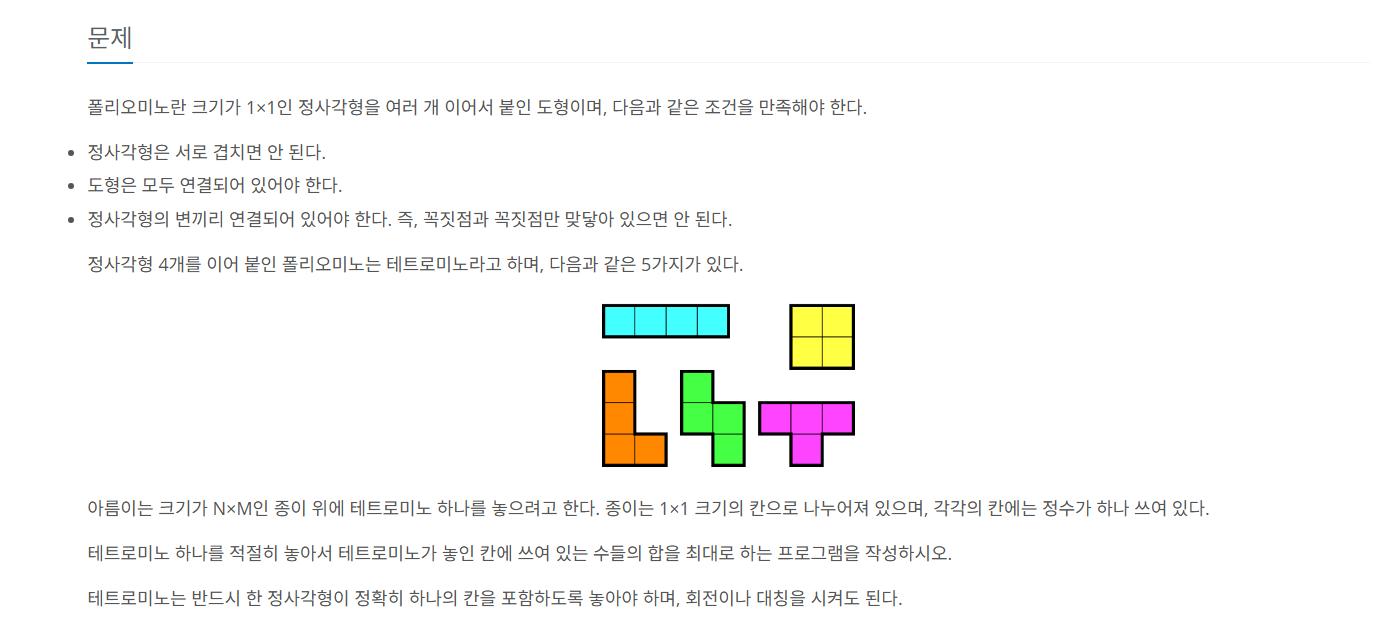 문제
폴리오미노란 크기가 1×1인 정사각형을 여러 개 이어서 붙인 도형이며, 다음과 같은 조건을 만족해야 한다.
정사각형은 서로 겹치면 안 된다.
도형은 모두 연결되어 있어야 한다.
정사각형의 변끼리 연결되어 있어야 한다. 즉, 꼭짓점과 꼭짓점만 맞닿아 있으면 안 된다.
정사각형 4개를 이어 붙인 폴리오미노는 테트로미노라고 하며, 다음과 같은 5가지가 있다.
아름이는 크기가 N×M인 종이 위에 테트로미노 하나를 놓으려고 한다. 종이는 1×1 크기의 칸으로 나누어져 있으며, 각각의 칸에는 정수가 하나 쓰여 있다.
테트로미노 하나를 적절히 놓아서 테트로미노가 놓인 칸에 쓰여 있는 수들의 합을 최대로 하는 프로그램을 작성하시오.
테트로미노는 반드시 한 정사각형이 정확히 하나의 칸을 포함하도록 놓아야 하며, 회전이나 대칭을 시켜도 된다.